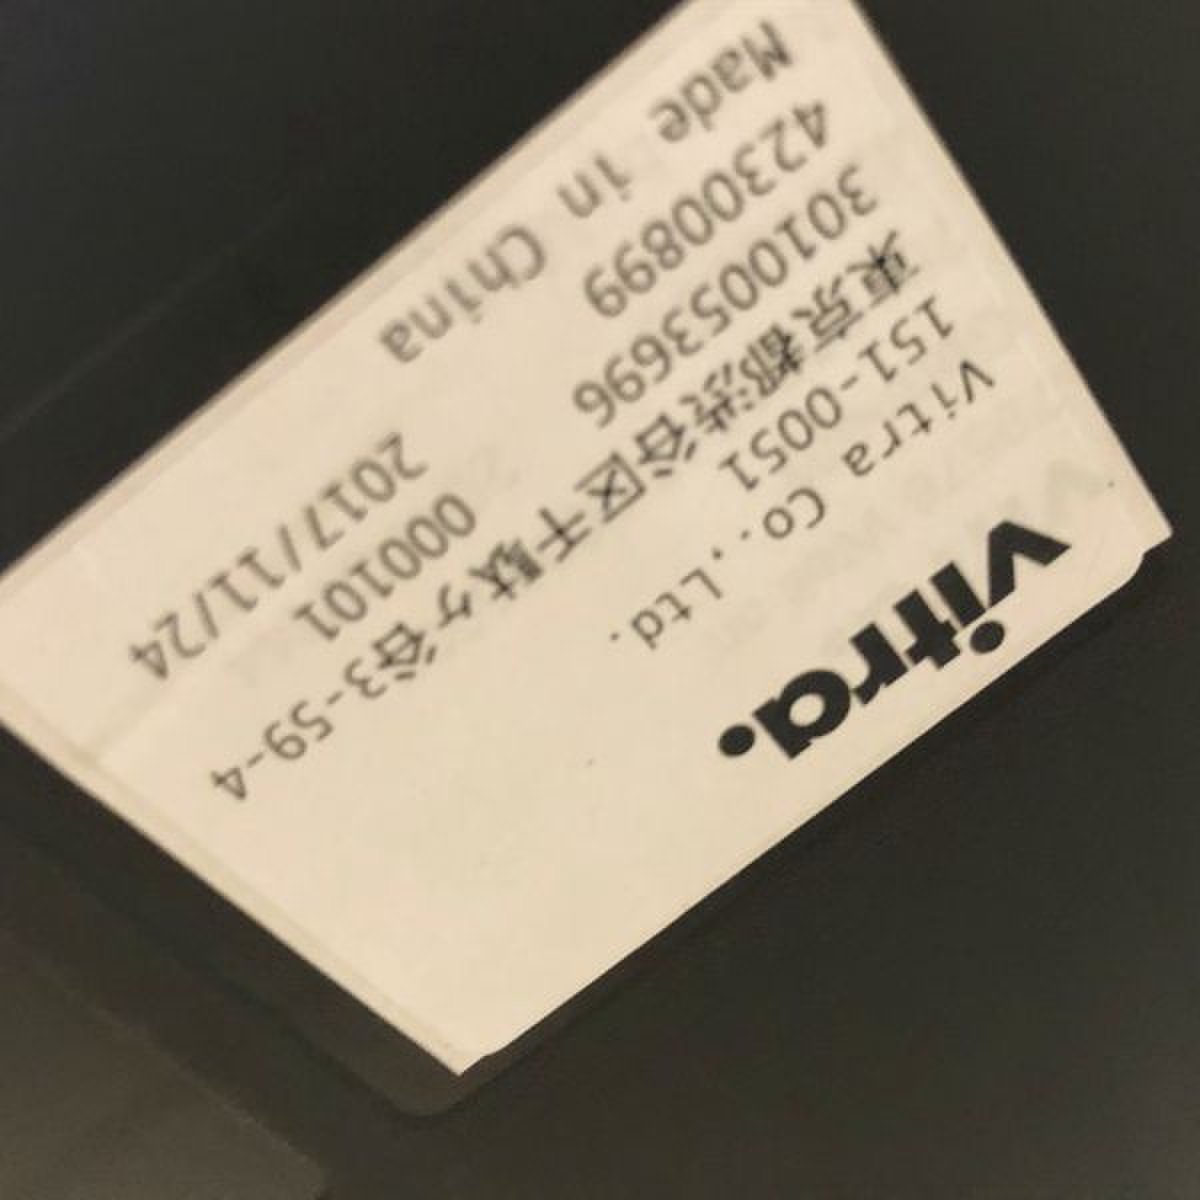 vitra.
Vitra Co.,Ltd.
151-0051
東京都渋谷区千駄ヶ谷3-59-4
3010053696 000101
42300899 2017/11/24
Made in China